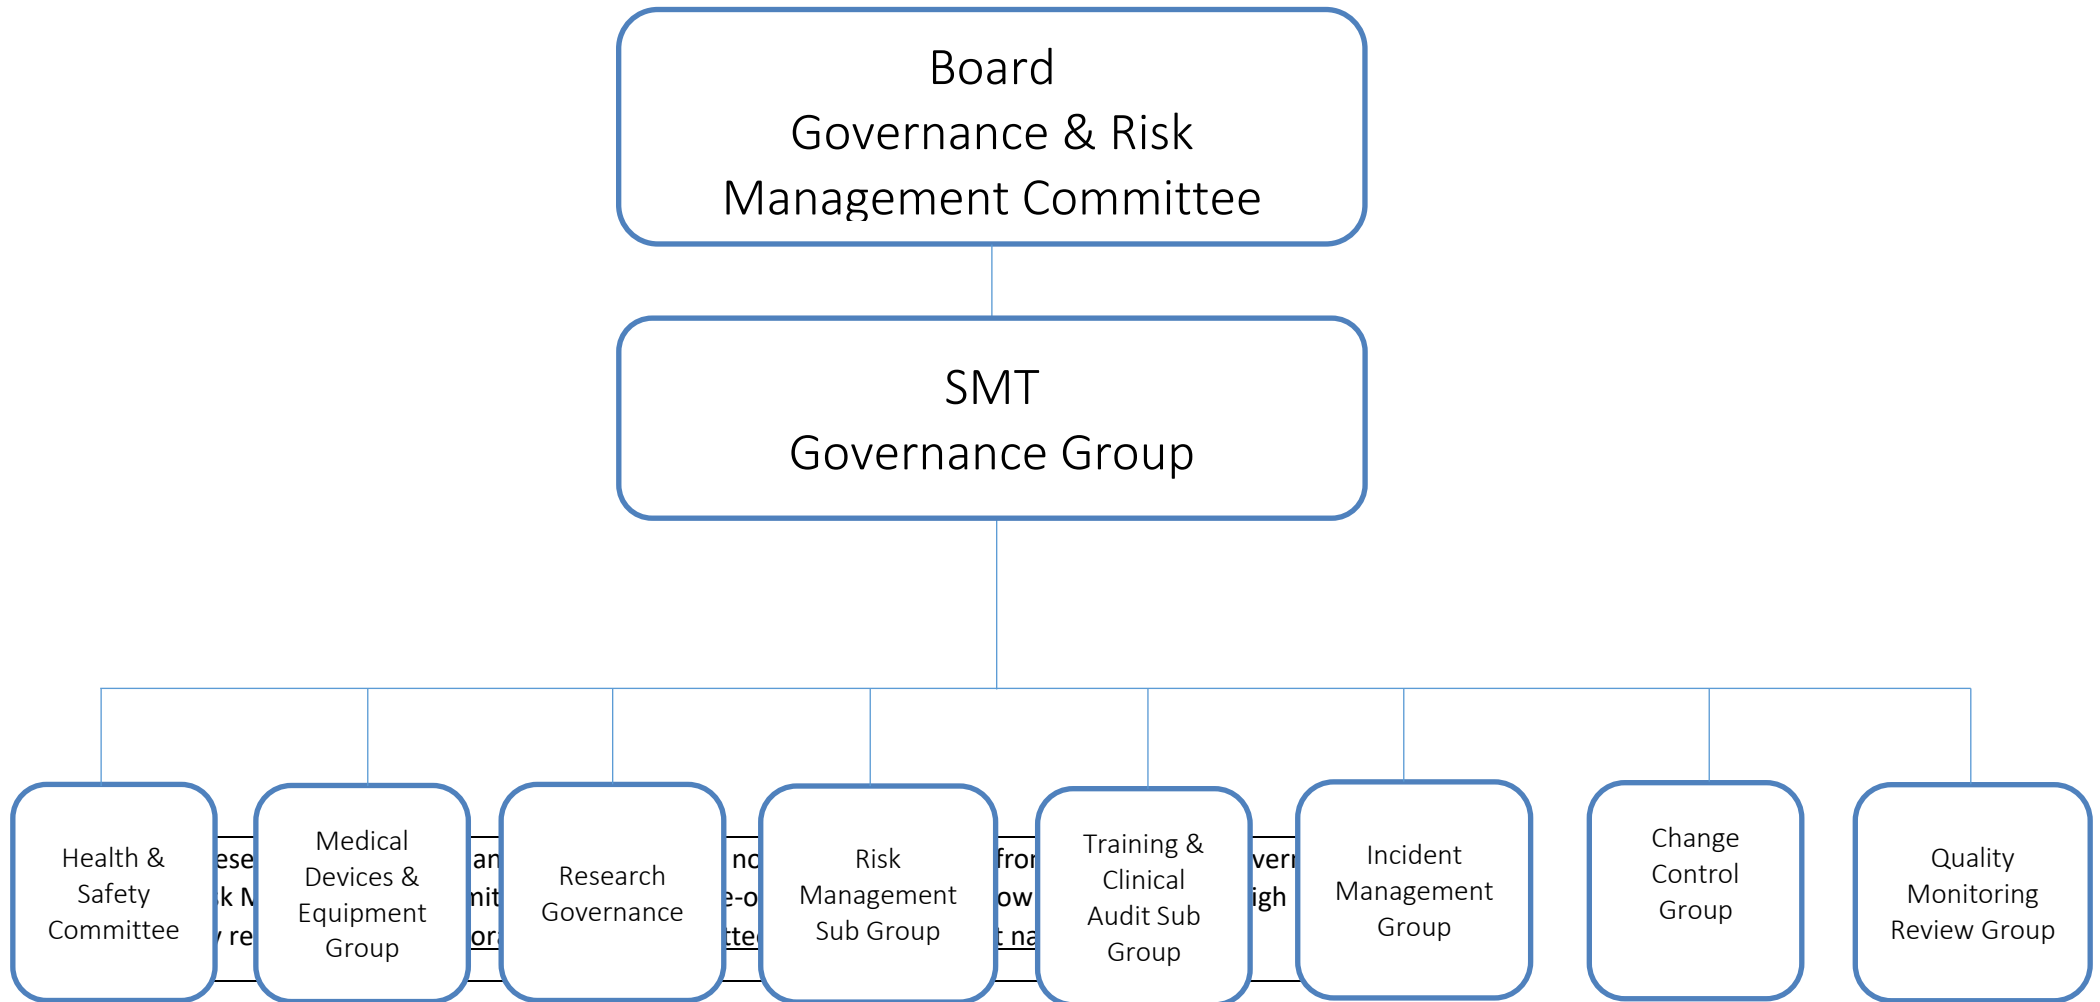 Board
Governance & Risk
Management Committee
SMT
Governance Group
Health &
Safety
Committee
Medical
Devices &
Equipment
Group
Research
Governance
Risk
Management
Sub Group
Training &
Clinical
Audit Sub
Group
Incident
Management
Group
Change
Control
Group
Quality
Monitoring
Review Group